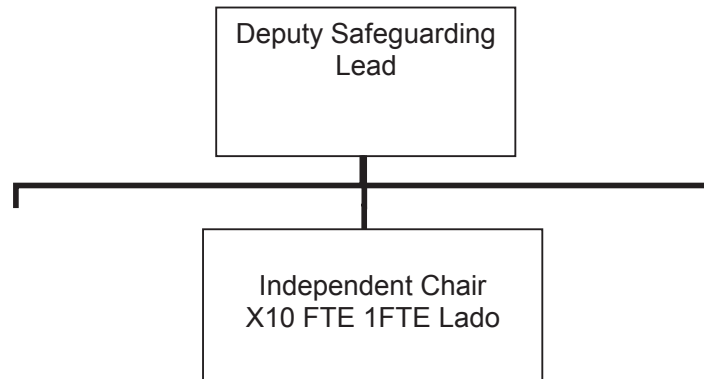 Deputy Safeguarding
Lead
Independent Chair
X10 FTE 1FTE Lado